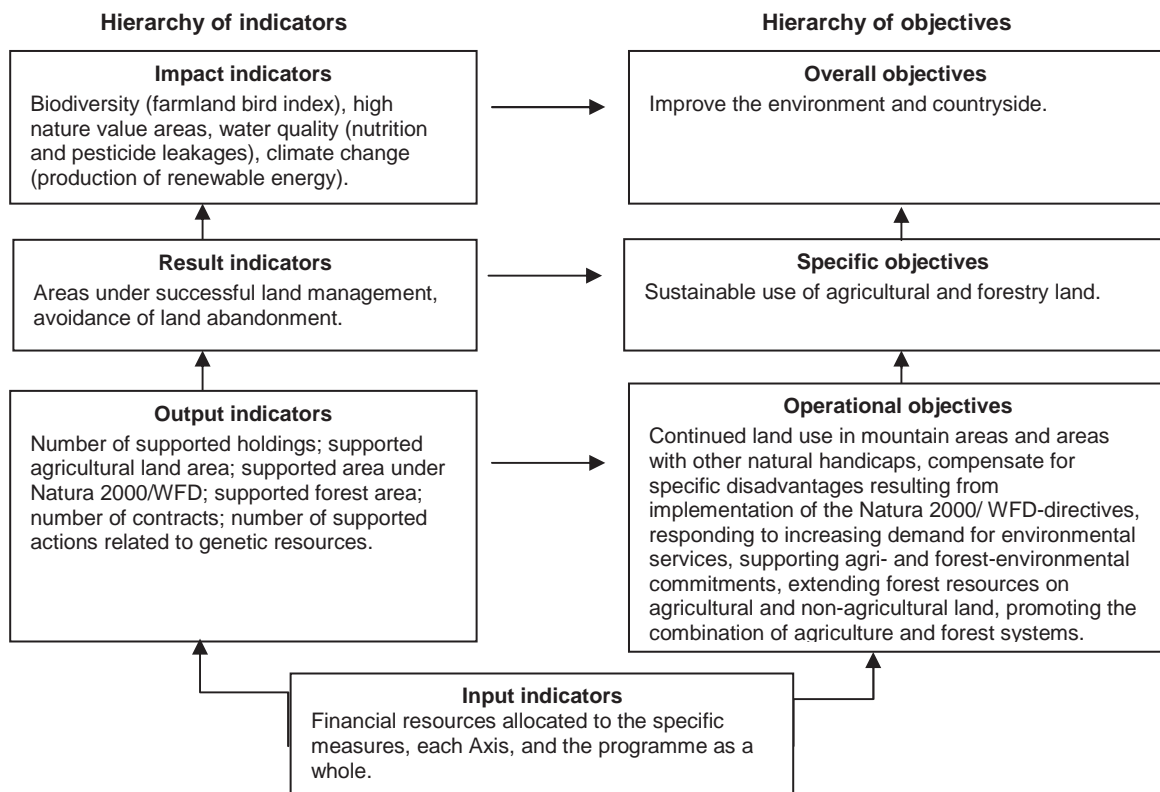 Hierarchy of indicators
Hierarchy of objectives
Impact indicators
Biodiversity (farmland bird index), high
nature value areas, water quality (nutrition
and pesticide leakages), climate change
(production of renewable energy).
Overall objectives
Improve the environment and countryside.
Result indicators
Areas under successful land management,
avoidance of land abandonment.
Specific objectives
Sustainable use of agricultural and forestry land.
Output indicators
Number of supported holdings; supported
agricultural land area; supported area under
Natura 2000/WFD; supported forest area;
number of contracts; number of supported
actions related to genetic resources.
Operational objectives
Continued land use in mountain areas and areas
with other natural handicaps, compensate for
specific disadvantages resulting from
implementation of the Natura 2000/ WFD-directives,
responding to increasing demand for environmental
services, supporting agri- and forest-environmental
commitments, extending forest resources on
agricultural and non-agricultural land, promoting the
combination of agriculture and forest systems.
Input indicators
Financial resources allocated to the specific
measures, each Axis, and the programme as a
whole.